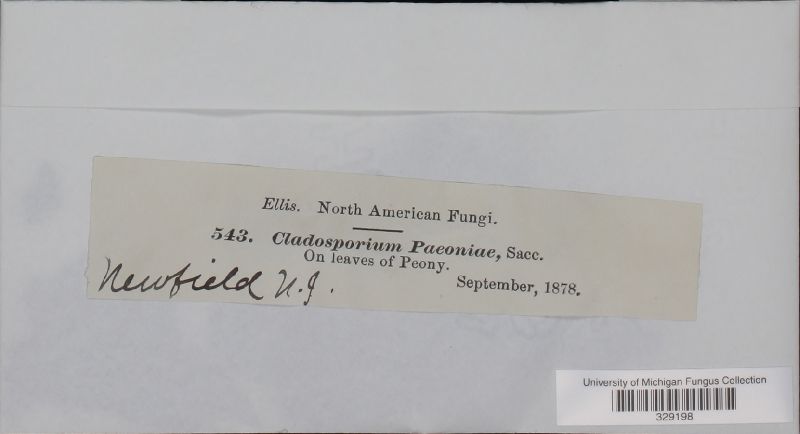 Ellis. North American Fungi.
543. Cladosporium Paeoniae, Sacc.
On leaves of Peony.
September, 1878.
Newfield N.J.
University of Michigan Fungus Collection
329198